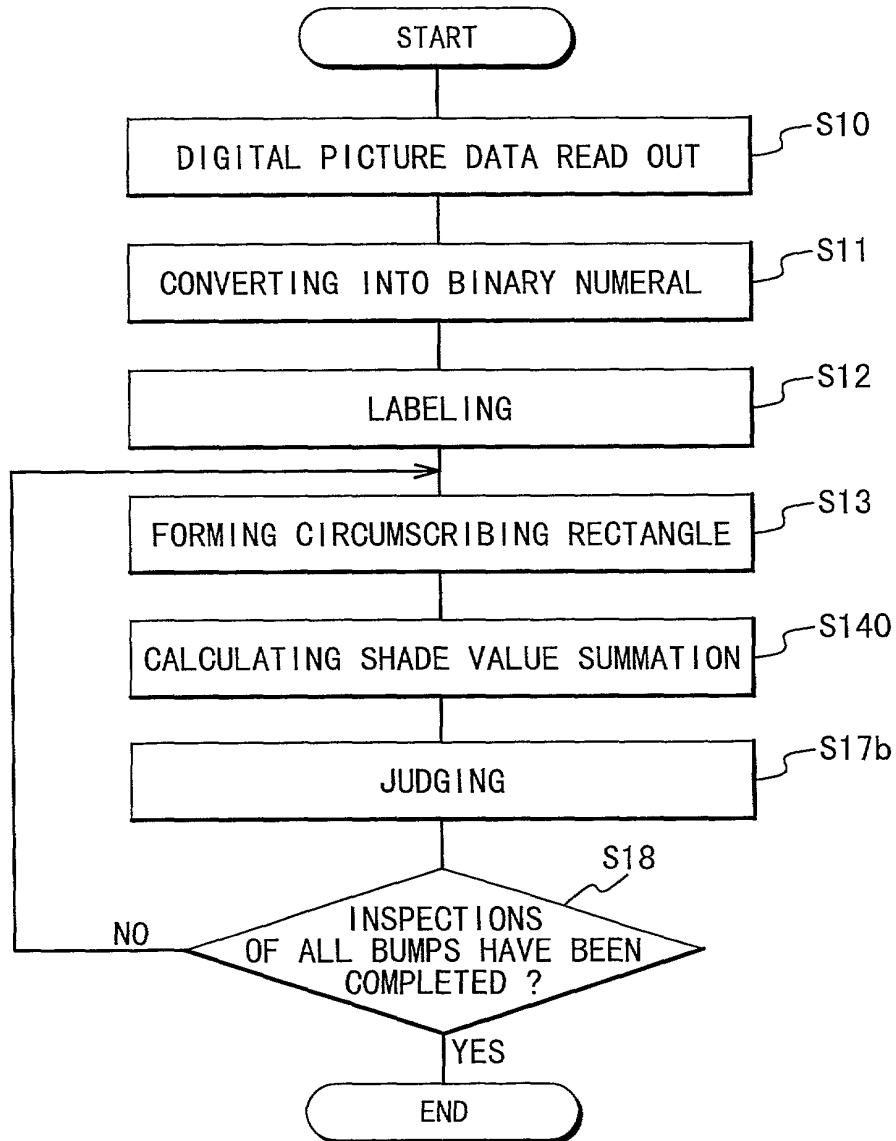 START
S10
DIGITAL PICTURE DATA READ OUT
S11
CONVERTING INTO BINARY NUMERAL
S12
LABELING
S13
FORMING CIRCUMSCRIBING RECTANGLE
S140
CALCULATING SHADE VALUE SUMMATION
S17b
JUDGING
S18
INSPECTIONS
OF ALL BUMPS HAVE BEEN
COMPLETED ?
NO
YES
END